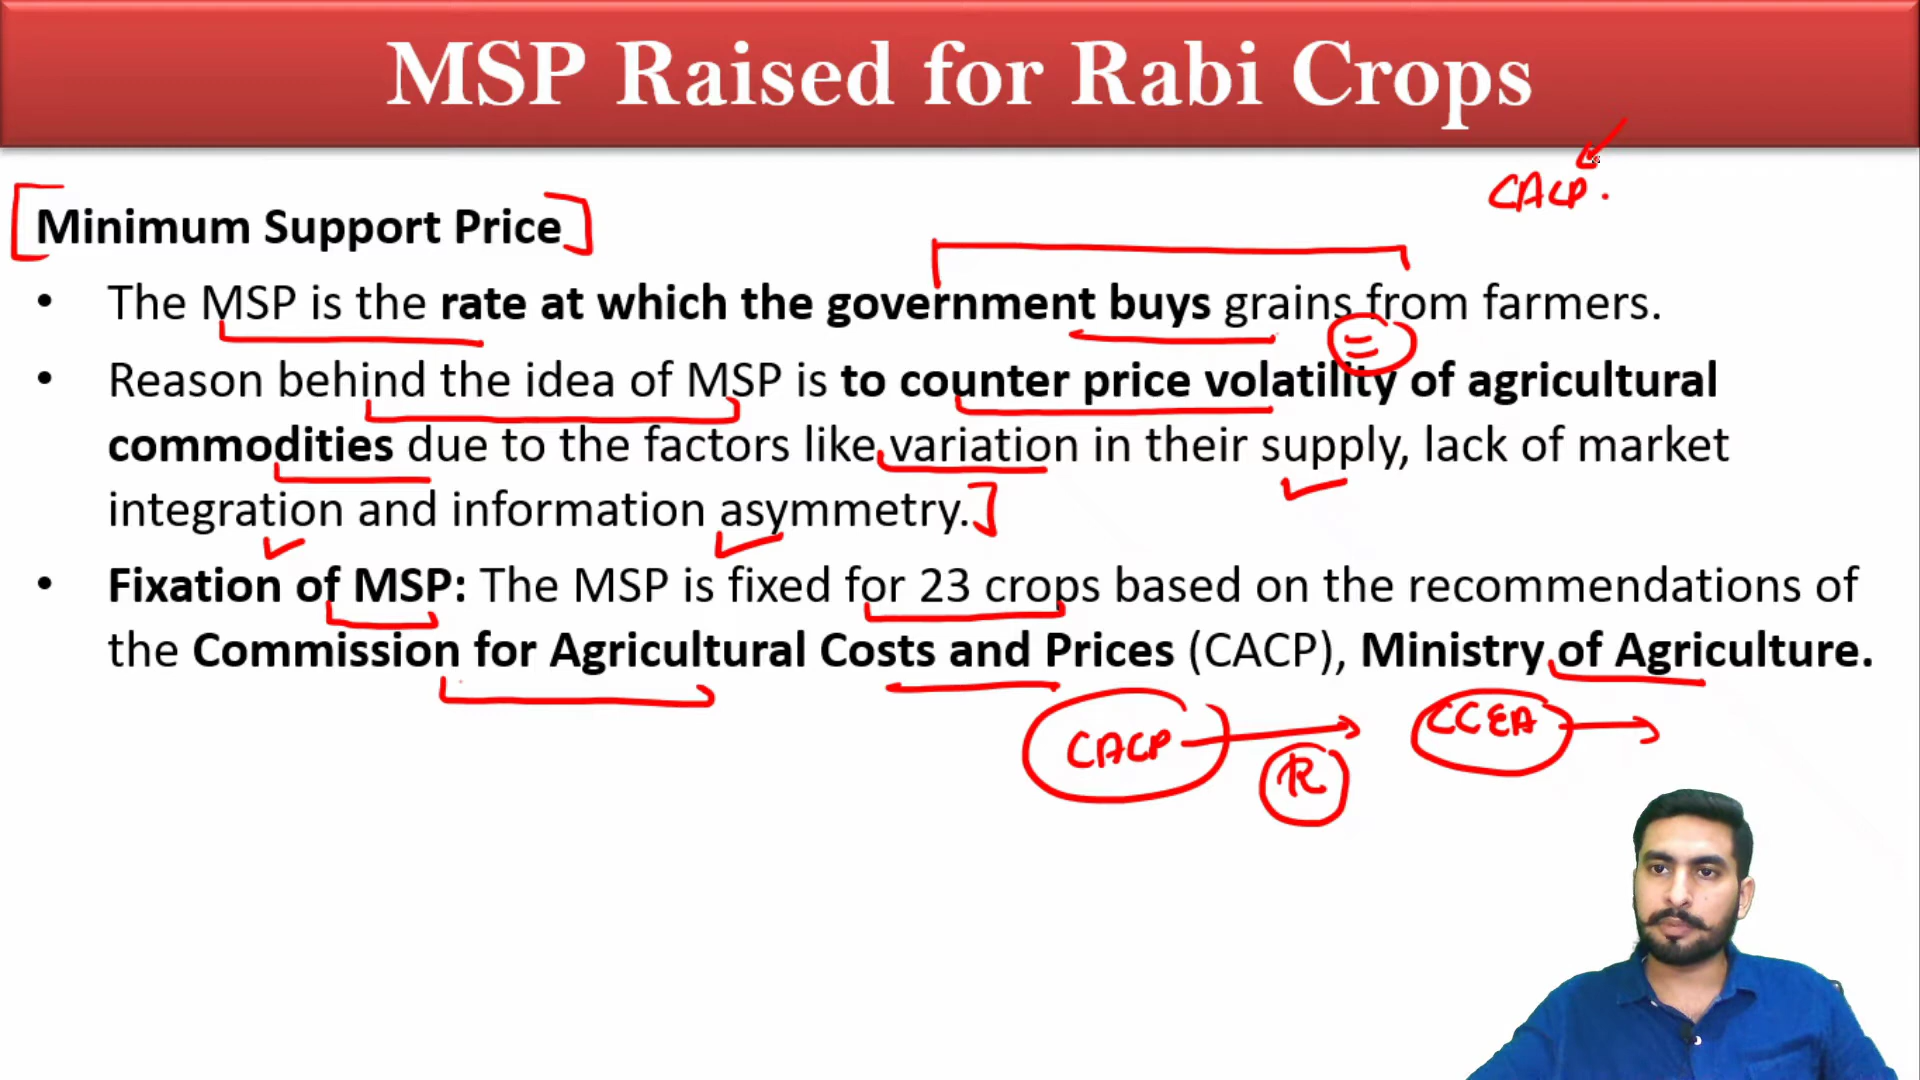 MSP Raised for Rabi Crops
CACP.
Minimum Support Price
• The MSP is the rate at which the government buys grains from farmers.
• Reason behind the idea of MSP is to counter price volatility of agricultural
commodities due to the factors like variation in their supply, lack of market
integration and information asymmetry.
• Fixation of MSP: The MSP is fixed for 23 crops based on the recommendations of
the Commission for Agricultural Costs and Prices (CACP), Ministry of Agriculture.
CACP R CCEA